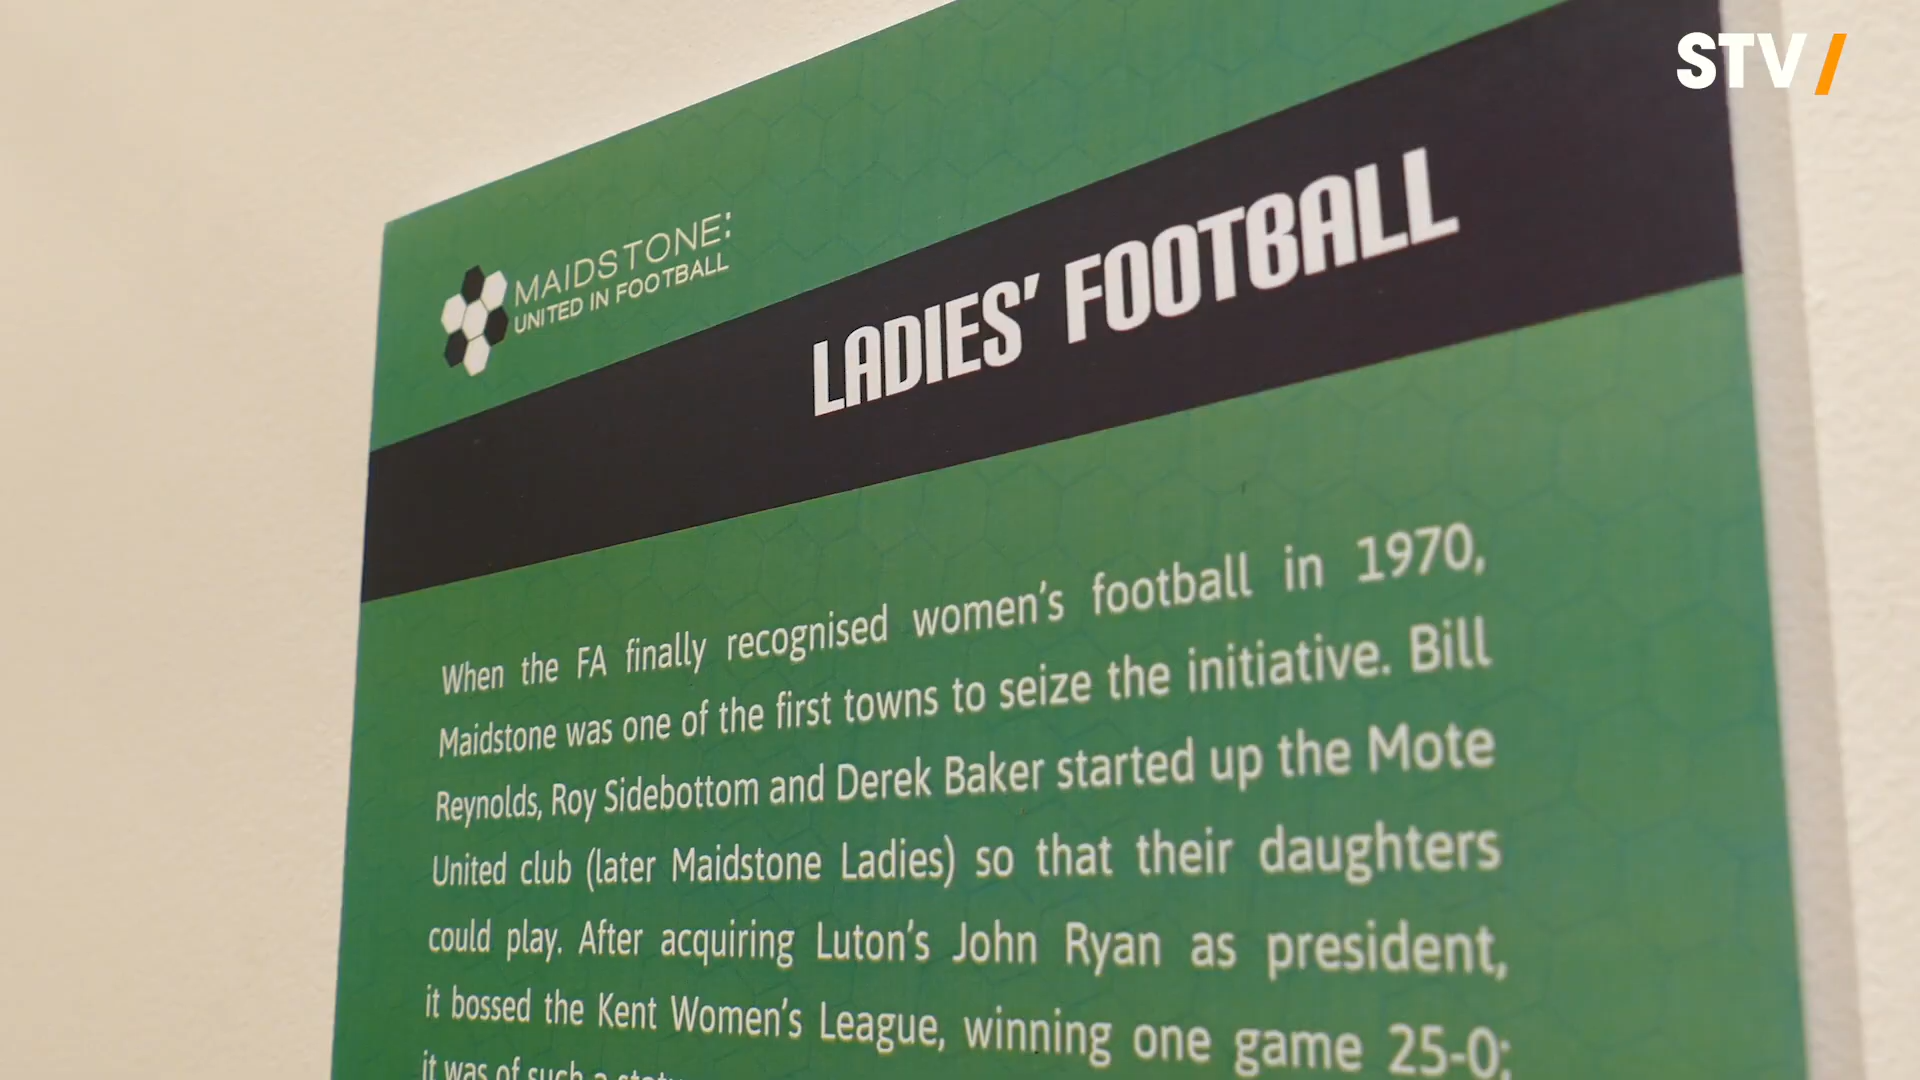 STV/
MAIDSTONE:
UNITED IN FOOTBALL
LADIES' FOOTBALL
When the FA finally recognised women's football in 1970,
Maidstone was one of the first towns to seize the initiative. Bill
Reynolds, Roy Sidebottom and Derek Baker started up the Mote
United club (later Maidstone Ladies) so that their daughters
could play. After acquiring Luton's John Ryan as president,
it bossed the Kent Women's League, winning one game 25-0;
it was of such a